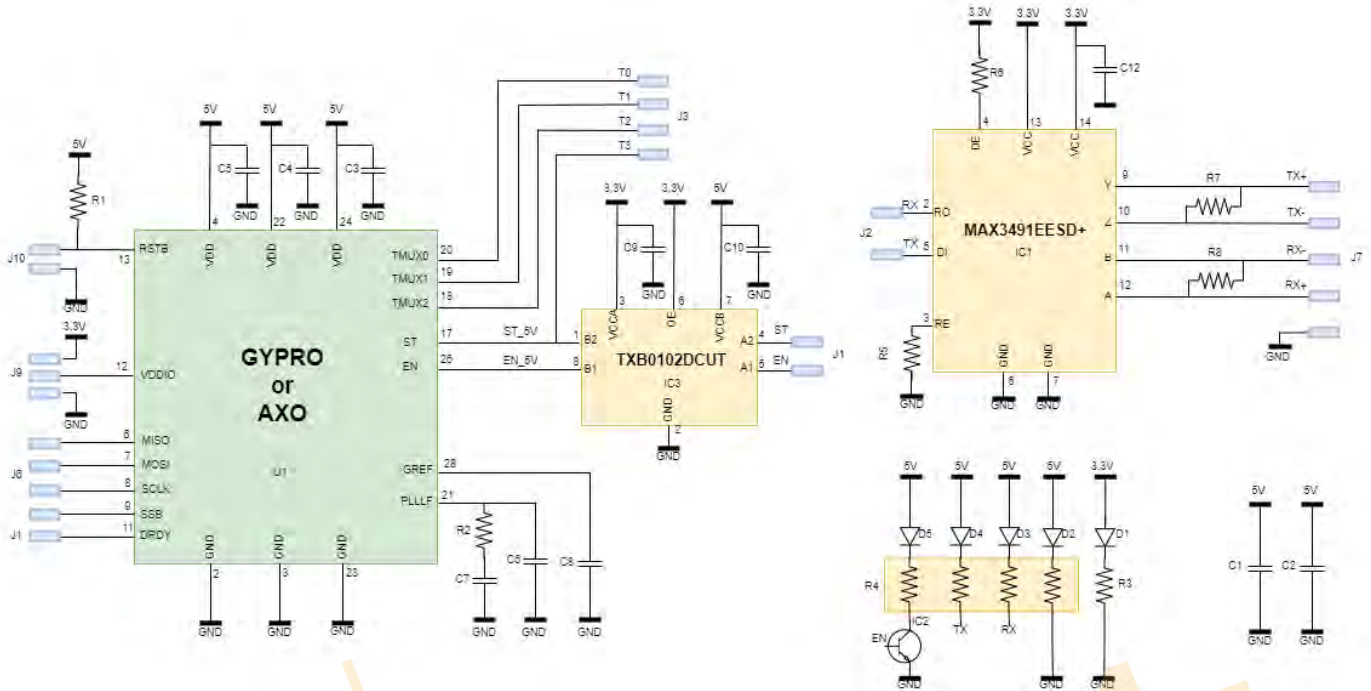 3.3V 3.3V 3.3V
R6 C12
4 13 14
DE VCC VCC
T0
T1
T2
T3
J3
5V 5V 5V
C5 C4 C3
GND GND GND
4 22 24
VDD VDD VDD
5V
R1
J10
13 RSTB
GND
3.3V
J9
12 VDDIO
GND
6 MISO
7 MOSI
J6
8 SCLK
9 SSB
J1 11 DRDY
GYPRO
or
AXO
U1
TMUX0 20
TMUX1 19
TMUX2 18
ST 17 ST_5V
EN 26 EN_5V
GREF 28
PLLLF 21
GND GND GND
2 3 23
GND GND GND
R2
C7 C6 C8
GND GND GND
3.3V 3.3V 5V
C9 C10
GND GND
3 6 7
VCCA OE VCCB
1 B2
8 B1
TXB0102DCUT
IC3
A2 4 ST
A1 5 EN
J1
GND
2
GND
J2
RX 2 RO
TX 5 DI
3 RE
R5
GND
MAX3491EESD+
IC1
Y 9 R7 TX+
Z 10 TX-
B 11 R8 RX-
A 12 RX+
J7
GND
GND GND
6 7
GND GND
5V 5V 5V 5V 3.3V
D5 D4 D3 D2 D1
R4 R3
IC2 TX RX
EN
GND GND GND
5V 5V
C1 C2
GND GND